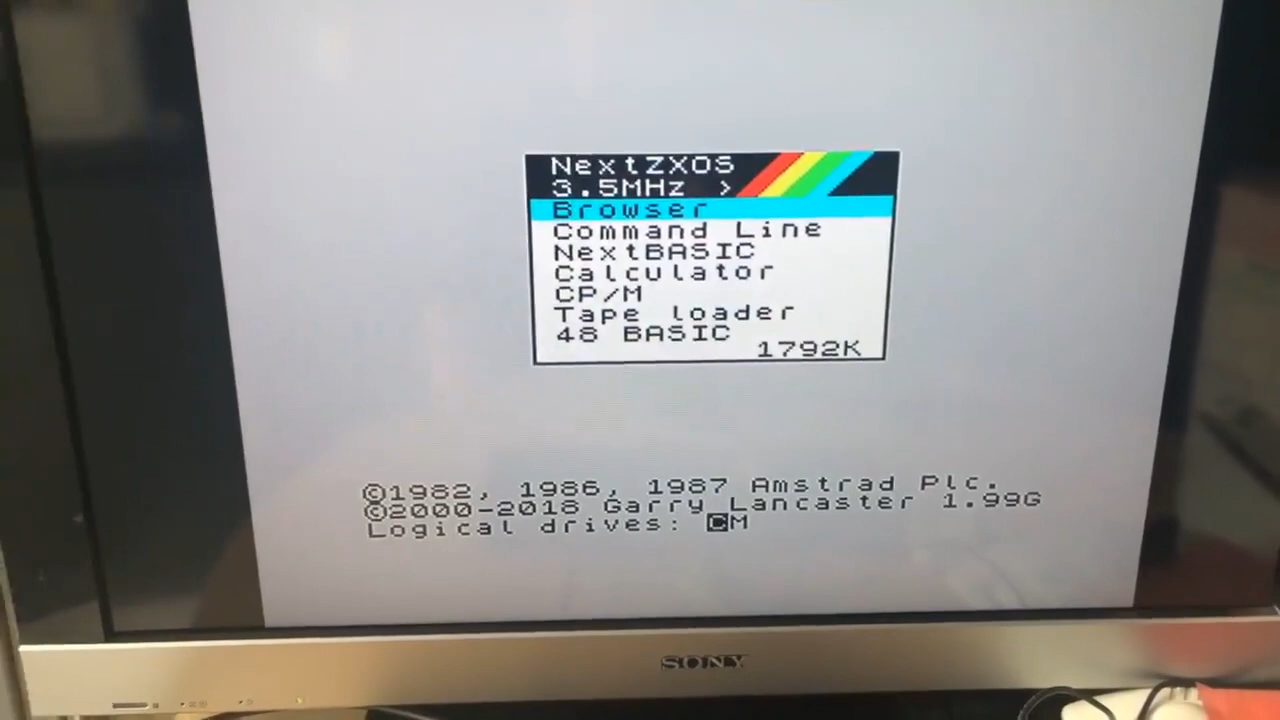 NextZXOS
3.5MHz >
Browser
Command Line
NextBASIC
Calculator
CP/M
Tape loader
48 BASIC
1792K
©1982, 1986, 1987 Amstrad Plc.
©2000-2018 Garry Lancaster 1.99G
Logical drives: CM
SONY